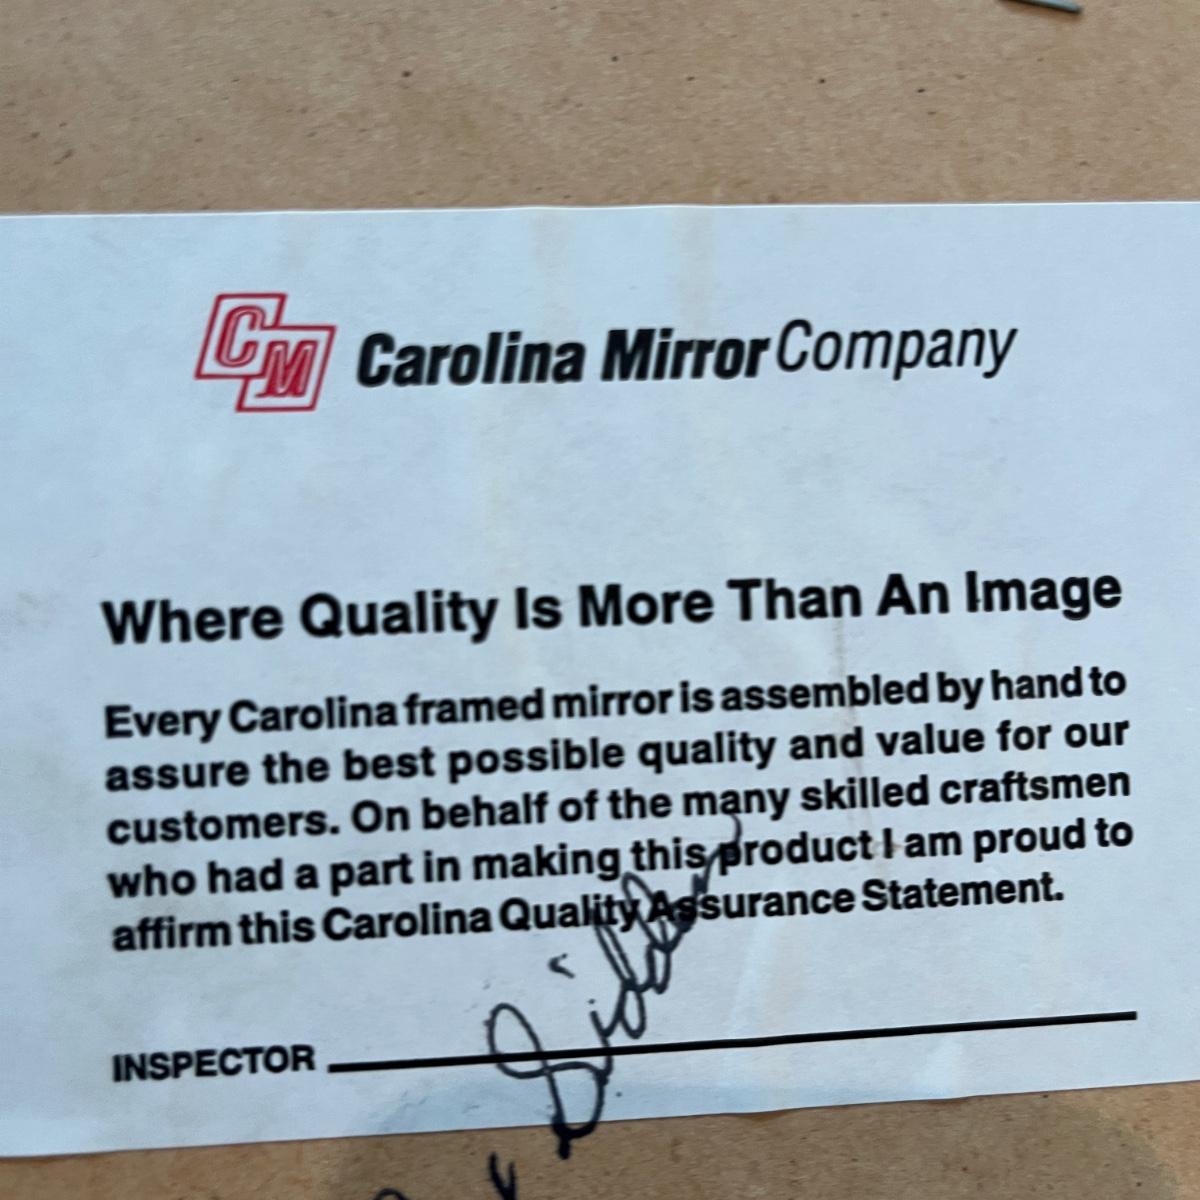 CM Carolina Mirror Company
Where Quality Is More Than An Image
Every Carolina framed mirror is assembled by hand to
assure the best possible quality and value for our
customers. On behalf of the many skilled craftsmen
who had a part in making this product I am proud to
affirm this Carolina Quality Assurance Statement.
INSPECTOR